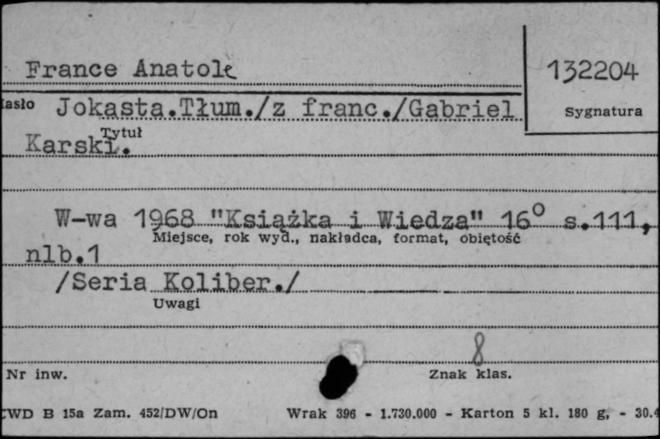 France Anatole
132204
Hasło Jokasta.Tłum./z franc./Gabriel
Sygnatura
Tytuł
Karski.
W-wa 1968 "Książka i Wiedza" 16° s.111,
Miejsce, rok wyd., nakładca, format, objętość
nlb.1
/Seria Koliber./
Uwagi
8
Nr inw.
Znak klas.
CWD B 15a Zam. 452/DW/On Wrak 396 - 1.730.000 - Karton 5 kl. 180 g, - 30.4